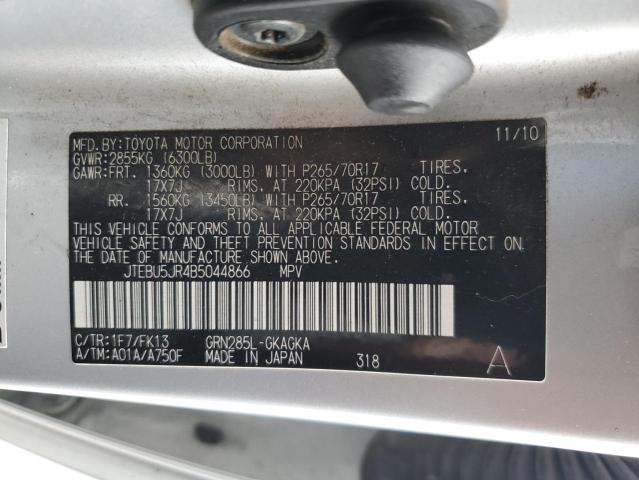 MFD.BY:TOYOTA MOTOR CORPORATION 11/10
GVWR:2855KG (6300LB)
GAWR:FRT. 1360KG (3000LB) WITH P265/70R17 TIRES,
17X7J RIMS, AT 220KPA (32PSI) COLD.
RR. 1560KG (3450LB) WITH P265/70R17 TIRES,
17X7J RIMS, AT 220KPA (32PSI) COLD.
THIS VEHICLE CONFORMS TO ALL APPLICABLE FEDERAL MOTOR
VEHICLE SAFETY AND THEFT PREVENTION STANDARDS IN EFFECT ON
THE DATE OF MANUFACTURE SHOWN ABOVE.
JTEBU5JR4B5044866 MPV
C/TR:1F7/FK13 GRN285L-GKAGKA
A/TM:A01A/A750F MADE IN JAPAN 318 A